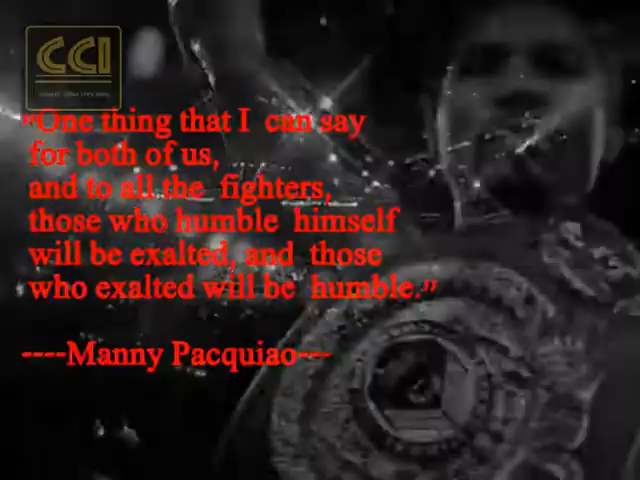 CCI
"One thing that I can say
for both of us,
and to all the fighters,
those who humble himself
will be exalted, and those
who exalted will be humble."
----Manny Pacquiao---